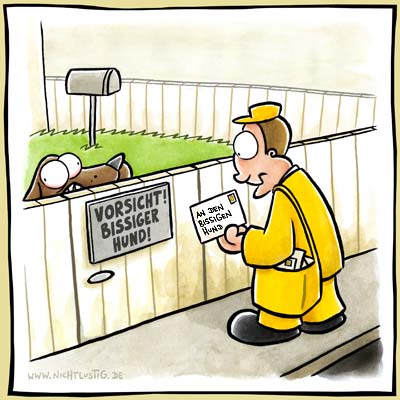 VORSICHT!
BISSIGER
HUND!
AN DEN
BISSIGEN
HUND
WWW.NICHTLUSTIG.DE